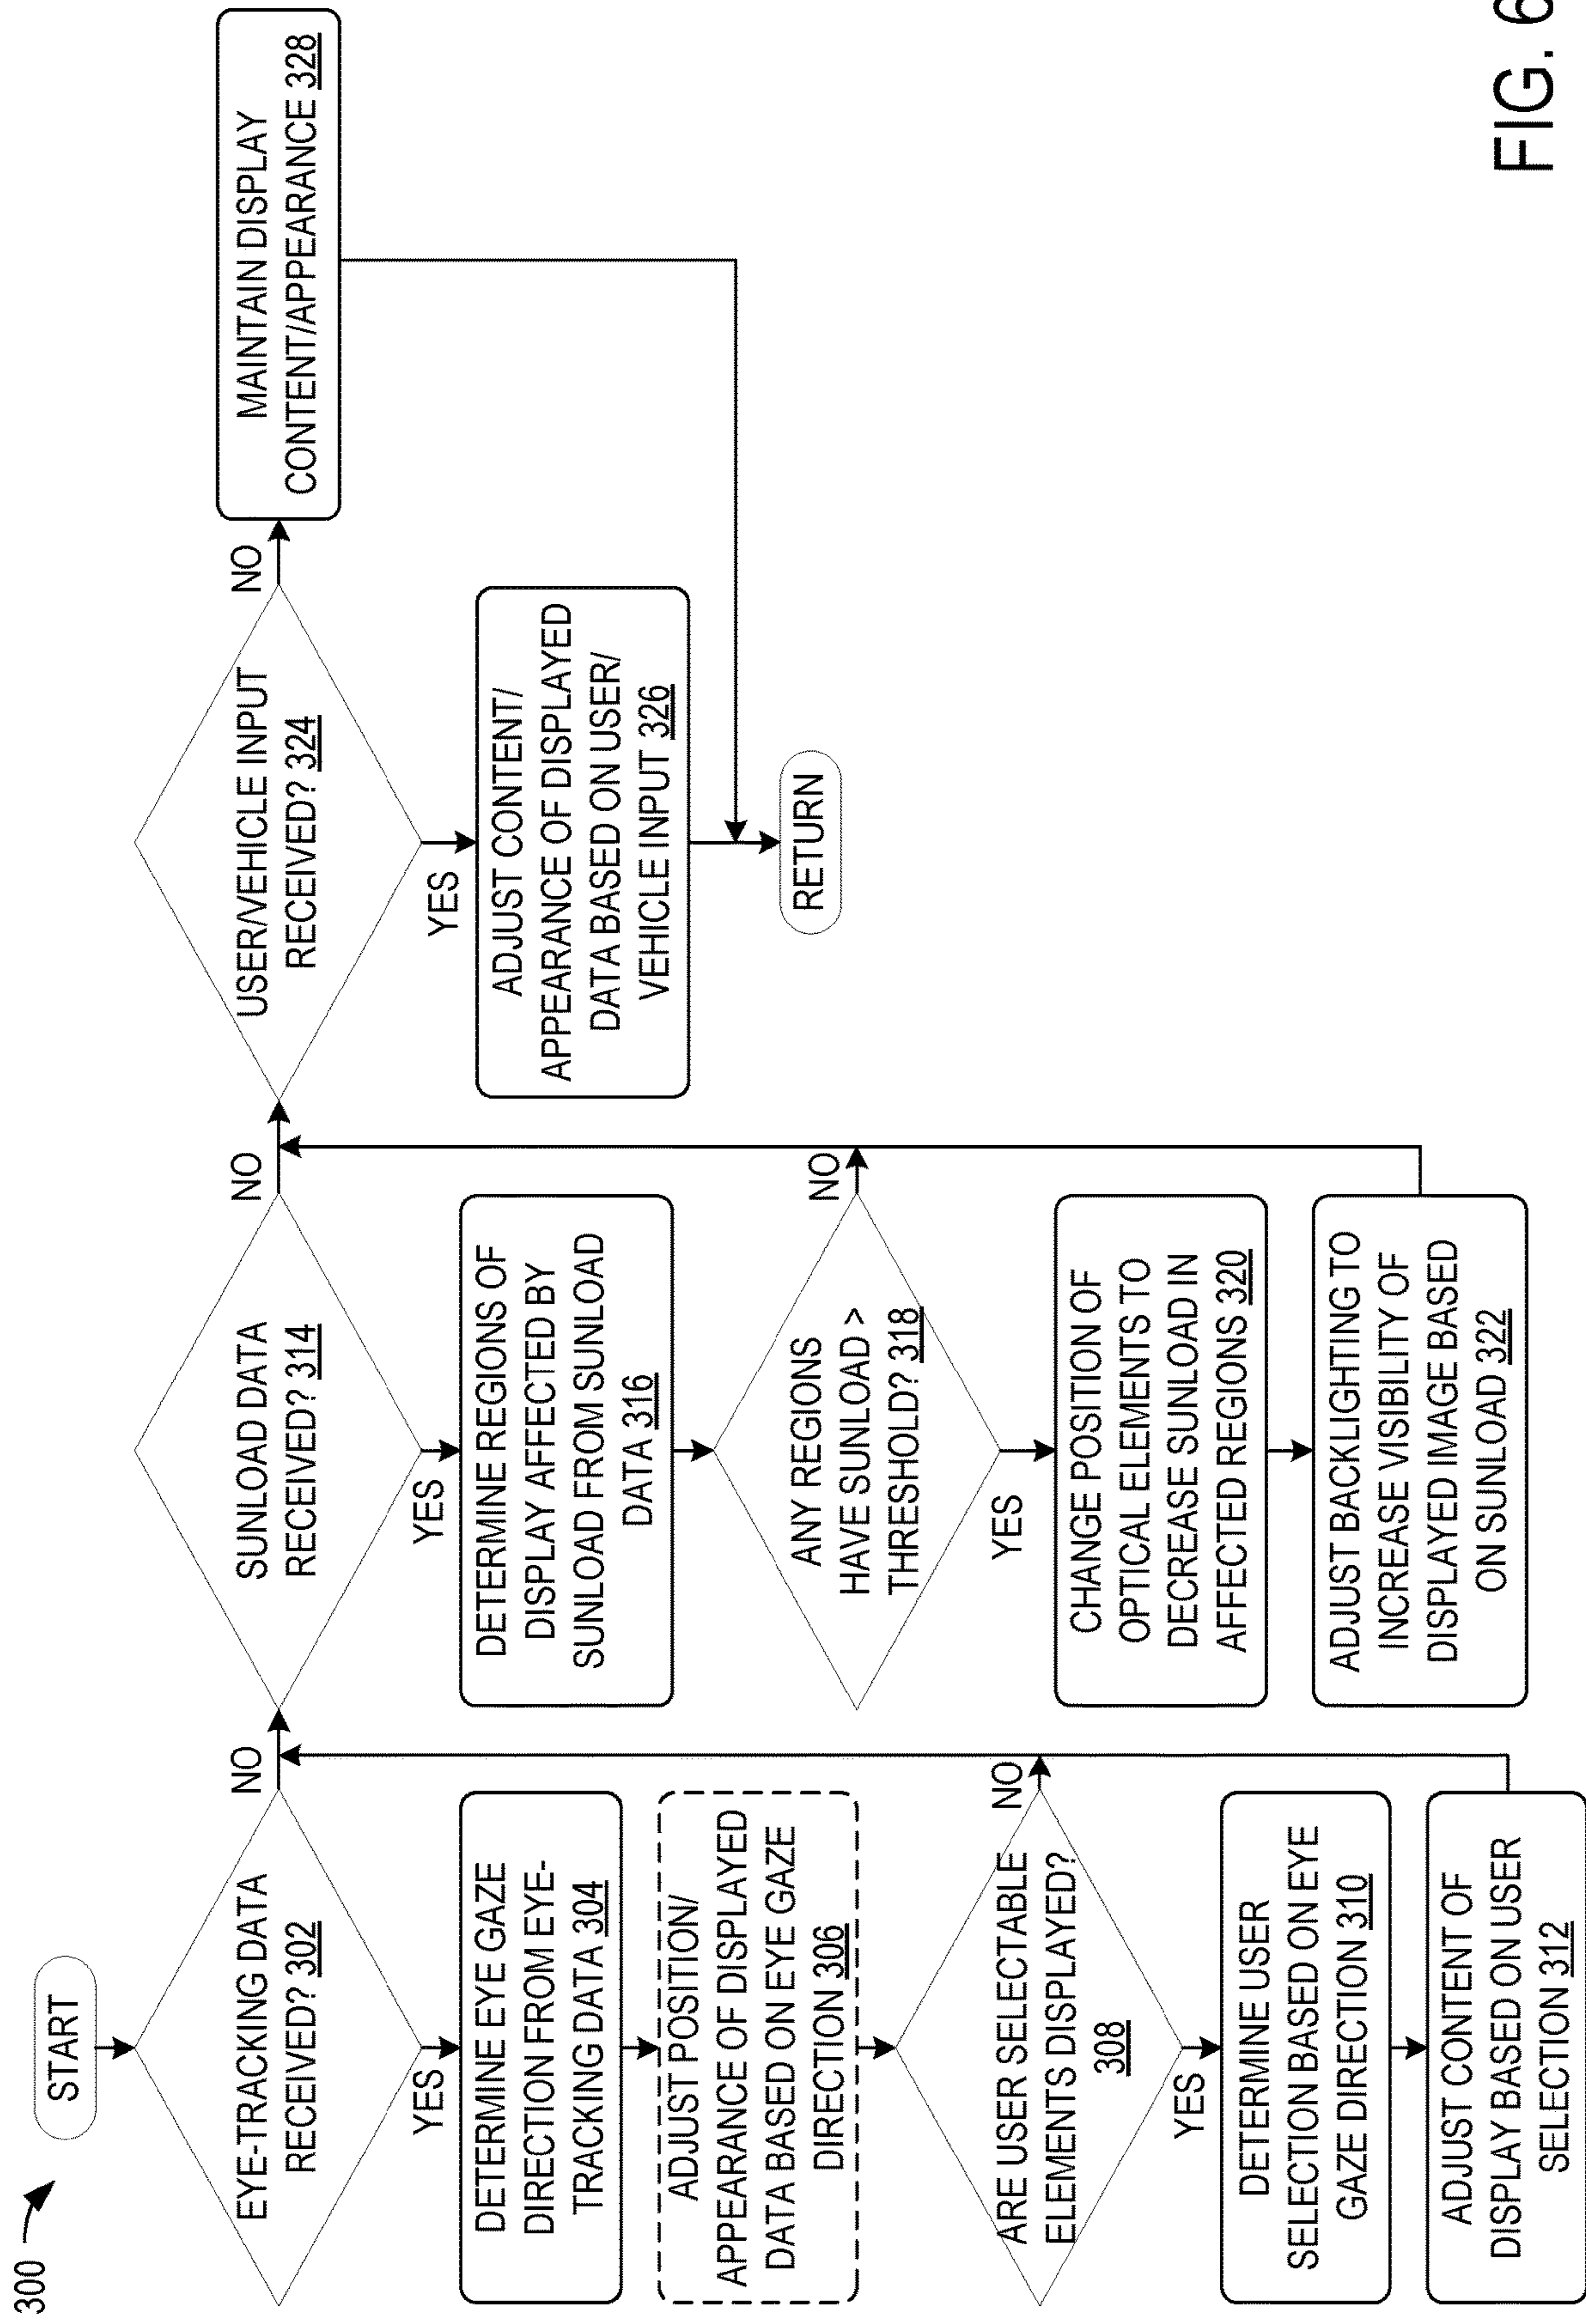 300
START
EYE-TRACKING DATA
RECEIVED? 302
NO
YES
DETERMINE EYE GAZE
DIRECTION FROM EYE-
TRACKING DATA 304
ADJUST POSITION/
APPEARANCE OF DISPLAYED
DATA BASED ON EYE GAZE
DIRECTION 306
ARE USER SELECTABLE
ELEMENTS DISPLAYED?
308
NO
YES
DETERMINE USER
SELECTION BASED ON EYE
GAZE DIRECTION 310
ADJUST CONTENT OF
DISPLAY BASED ON USER
SELECTION 312
SUNLOAD DATA
RECEIVED? 314
NO
YES
DETERMINE REGIONS OF
DISPLAY AFFECTED BY
SUNLOAD FROM SUNLOAD
DATA 316
ANY REGIONS
HAVE SUNLOAD >
THRESHOLD? 318
NO
YES
CHANGE POSITION OF
OPTICAL ELEMENTS TO
DECREASE SUNLOAD IN
AFFECTED REGIONS 320
ADJUST BACKLIGHTING TO
INCREASE VISIBILITY OF
DISPLAYED IMAGE BASED
ON SUNLOAD 322
USER/VEHICLE INPUT
RECEIVED? 324
NO
YES
ADJUST CONTENT/
APPEARANCE OF DISPLAYED
DATA BASED ON USER/
VEHICLE INPUT 326
RETURN
MAINTAIN DISPLAY
CONTENT/APPEARANCE 328
FIG. 6